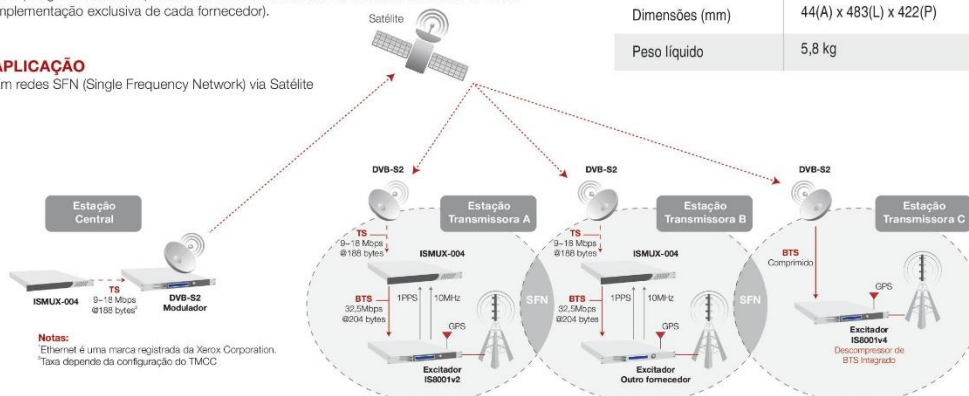 implementação exclusiva de cada fornecedor).
APLICAÇÃO
Em redes SFN (Single Frequency Network) via Satélite
Dimensões (mm) 44(A) x 483(L) x 422(P)
Peso líquido 5,8 kg
Satélite
DVB-S2
DVB-S2
DVB-S2
Estação
Central
ISMUX-004
TS
9~18 Mbps
@188 bytes²
DVB-S2
Modulador
Notas:
¹Ethernet é uma marca registrada da Xerox Corporation.
²Taxa depende da configuração do TMCC
Estação
Transmissora A
TS
9~18 Mbps
@188 bytes
ISMUX-004
BTS
32,5Mbps
@204 bytes
1PPS
10MHz
GPS
Excitador
IS8001v2
SFN
Estação
Transmissora B
TS
9~18 Mbps
@188 bytes
ISMUX-004
BTS
32,5Mbps
@204 bytes
1PPS
10MHz
GPS
Excitador
Outro fornecedor
SFN
Estação
Transmissora C
BTS
Comprimido
GPS
Excitador
IS8001v4
Descompressor de
BTS Integrado